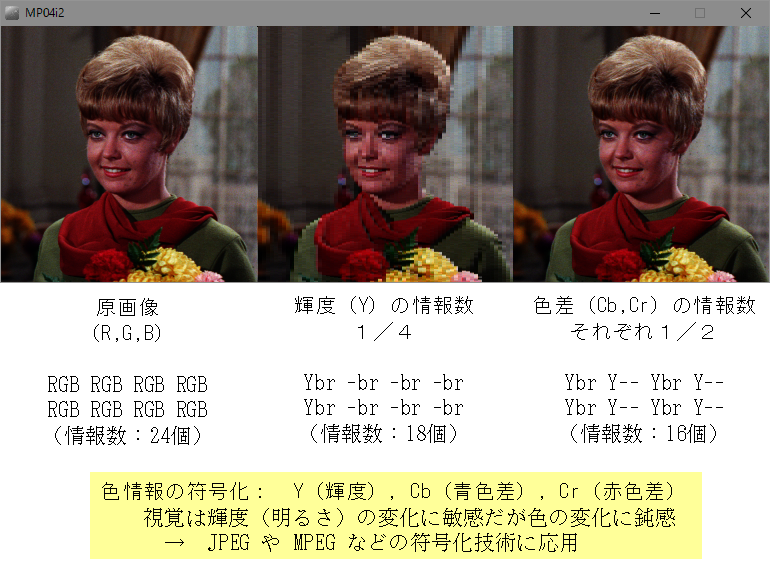 MP04i2
原画像
(R,G,B)
RGB RGB RGB RGB
RGB RGB RGB RGB
(情報数：24個)
輝度 (Y) の情報数
１／４
Ybr -br -br -br
Ybr -br -br -br
(情報数：18個)
色差 (Cb,Cr) の情報数
それぞれ１／２
Ybr Y-- Ybr Y--
Ybr Y-- Ybr Y--
(情報数：16個)
色情報の符号化： Y (輝度) , Cb (青色差) , Cr (赤色差)
視覚は輝度 (明るさ) の変化に敏感だが色の変化に鈍感
→ JPEG や MPEG などの符号化技術に応用